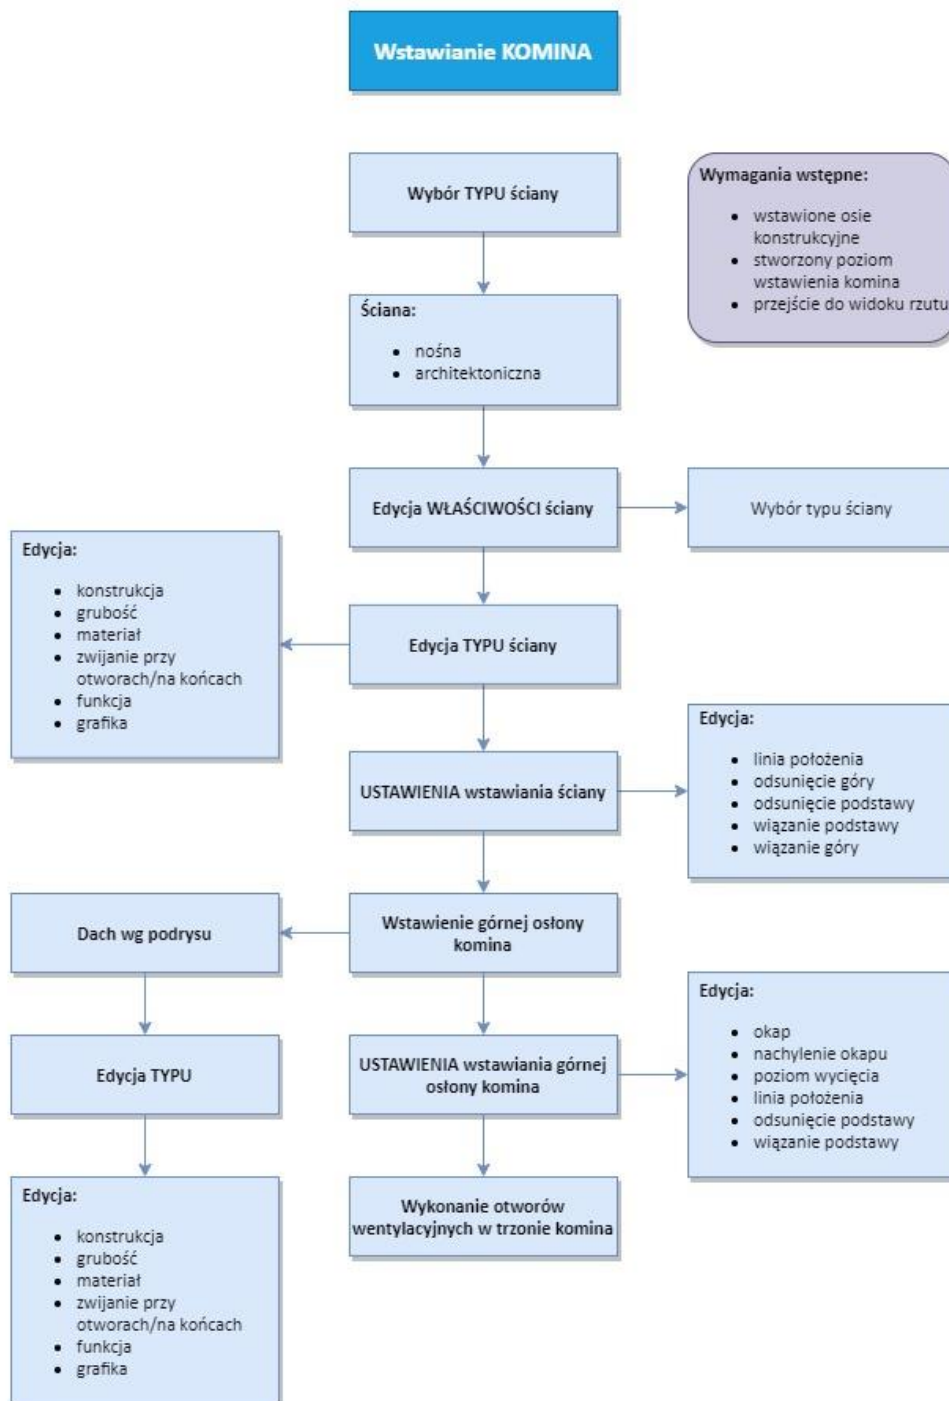 Wstawianie KOMINA
Wybór TYPU ściany
Wymagania wstępne:
wstawione osie
konstrukcyjne
stworzony poziom
wstawienia komina
przejście do widoku rzutu
Ściana:
nośna
architektoniczna
Edycja WŁAŚCIWOŚCI ściany
Wybór typu ściany
Edycja:
konstrukcja
grubość
materiał
zwijanie przy
otworach/na końcach
funkcja
grafika
Edycja TYPU ściany
USTAWIENIA wstawiania ściany
Edycja:
linia położenia
odsunięcie góry
odsunięcie podstawy
wiązanie podstawy
wiązanie góry
Dach wg podrysu
Wstawienie górnej osłony
komina
Edycja TYPU
USTAWIENIA wstawiania górnej
osłony komina
Edycja:
okap
nachylenie okapu
poziom wycięcia
linia położenia
odsunięcie podstawy
wiązanie podstawy
Edycja:
konstrukcja
grubość
materiał
zwijanie przy
otworach/na końcach
funkcja
grafika
Wykonanie otworów
wentylacyjnych w trzonie komina